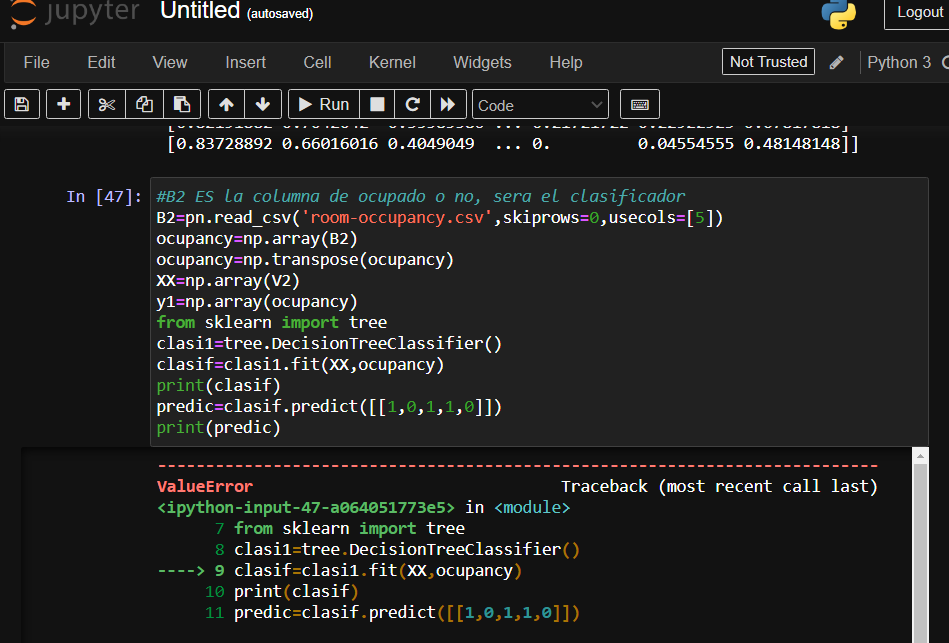 jupyter Untitled (autosaved)
Logout
File Edit View Insert Cell Kernel Widgets Help Not Trusted Python 3
Run Code
[0.83728892 0.66016016 0.4049049 ... 0. 0.04554555 0.48148148]]
In [47]: #B2 ES la columna de ocupado o no, sera el clasificador
B2=pn.read_csv('room-occupancy.csv',skiprows=0,usecols=[5])
ocupancy=np.array(B2)
ocupancy=np.transpose(ocupancy)
XX=np.array(V2)
y1=np.array(ocupancy)
from sklearn import tree
clasi1=tree.DecisionTreeClassifier()
clasif=clasi1.fit(XX,ocupancy)
print(clasif)
predic=clasif.predict([[1,0,1,1,0]])
print(predic)
---------------------------------------------------------------------------
ValueError Traceback (most recent call last)
<ipython-input-47-a064051773e5> in <module>
7 from sklearn import tree
8 clasi1=tree.DecisionTreeClassifier()
----> 9 clasif=clasi1.fit(XX,ocupancy)
10 print(clasif)
11 predic=clasif.predict([[1,0,1,1,0]])